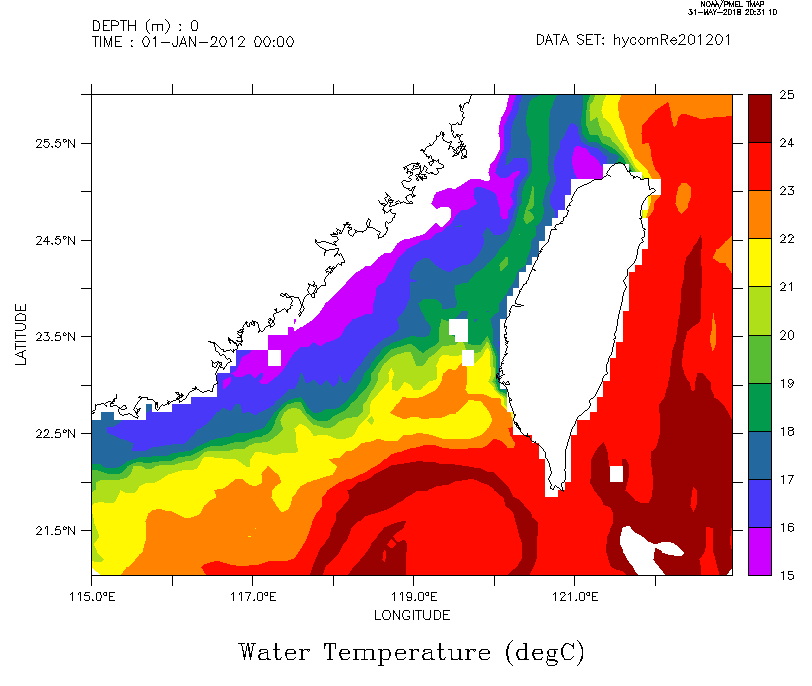 NOAA/PMEL TMAP
31-MAY-2018 20:31:10
DEPTH (m) : 0
TIME : 01-JAN-2012 00:00
DATA SET: hycomRe201201
25
24
23
22
21
20
19
18
17
16
15
25.5°N
24.5°N
23.5°N
22.5°N
21.5°N
LATITUDE
115.0°E 117.0°E 119.0°E 121.0°E
LONGITUDE
Water Temperature (degC)